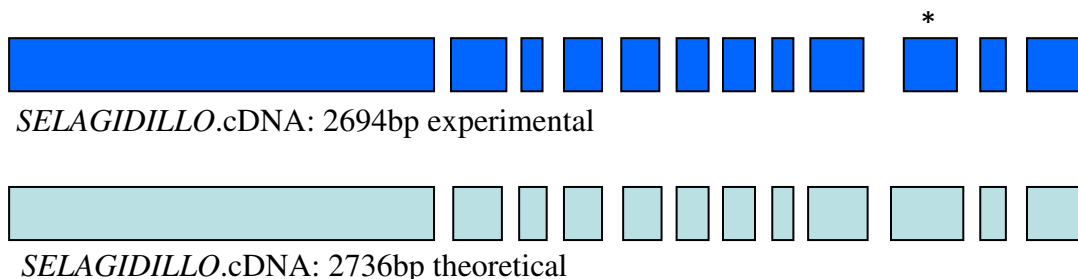 *
SELAGIDILLO.cDNA: 2694bp experimental
SELAGIDILLO.cDNA: 2736bp theoretical